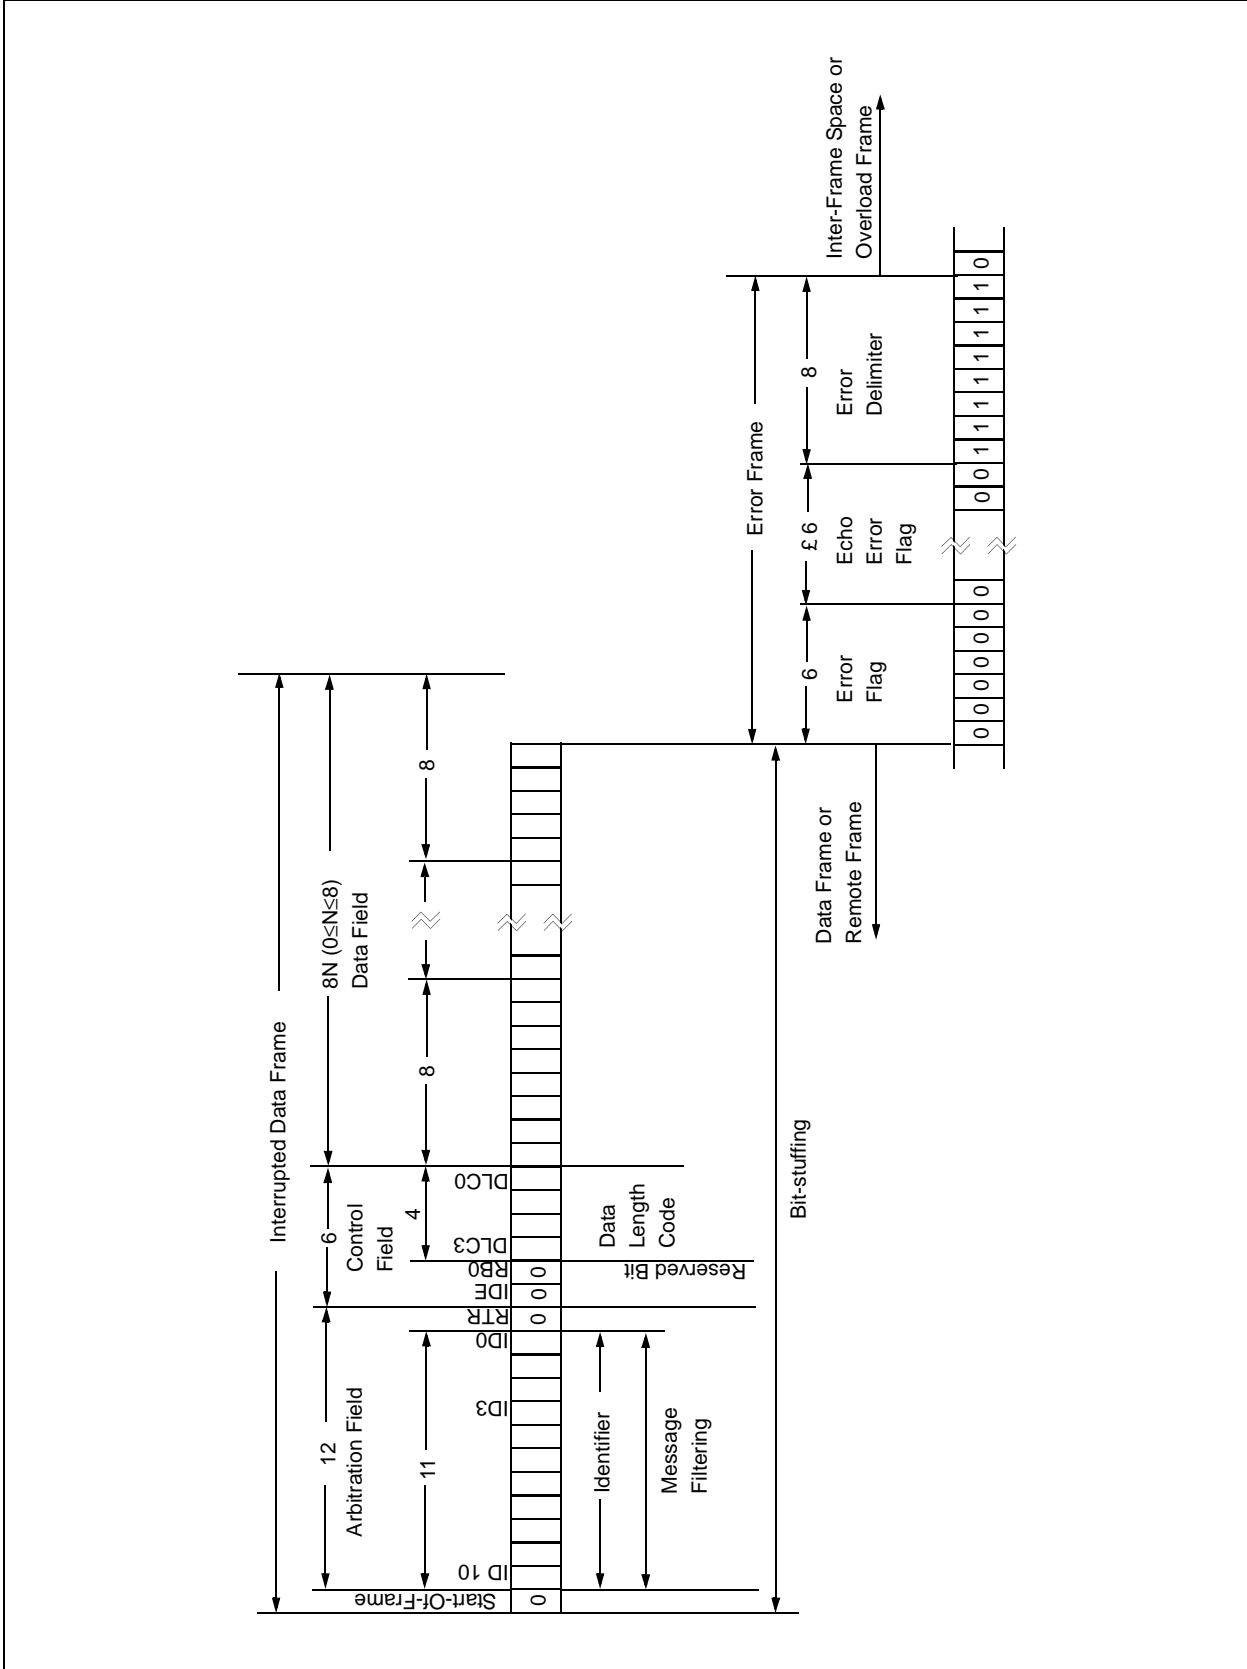 Interrupted Data Frame
12
Arbitration Field
6
Control
Field
8N (0≤N≤8)
Data Field
11
4
8
8
Start-Of-Frame
ID 10
ID3
ID0
RTR
IDE
RB0
DLC3
DLC0
0
0
0
0
Identifier
Message
Filtering
Reserved Bit
Data
Length
Code
Bit-stuffing
Data Frame or
Remote Frame
Error Frame
6
Error
Flag
£ 6
Echo
Error
Flag
8
Error
Delimiter
Inter-Frame Space or
Overload Frame
0 0 0 0 0 0 0 0 0 1 1 1 1 1 1 1 1 0